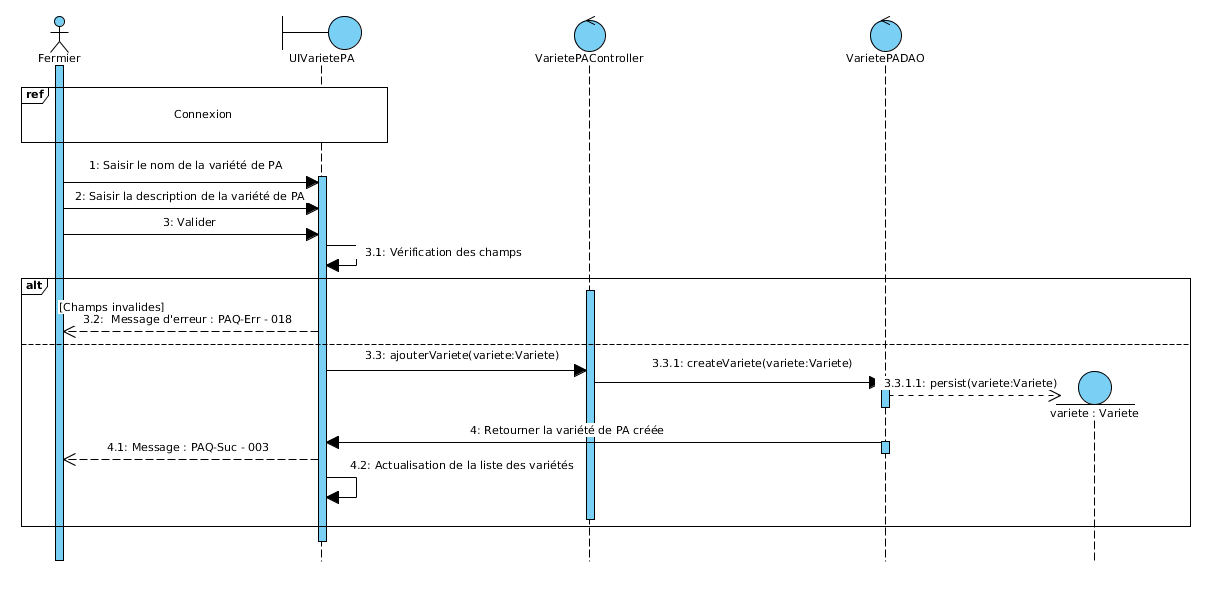 Fermier
UIVarietePA
VarietePAController
VarietePADAO
ref
Connexion
1: Saisir le nom de la variété de PA
2: Saisir la description de la variété de PA
3: Valider
3.1: Vérification des champs
alt
[Champs invalides]
3.2:  Message d'erreur : PAQ-Err - 018
3.3: ajouterVariete(variete:Variete)
3.3.1: createVariete(variete:Variete)
3.3.1.1: persist(variete:Variete)
variete : Variete
4: Retourner la variété de PA créée
4.1: Message : PAQ-Suc - 003
4.2: Actualisation de la liste des variétés